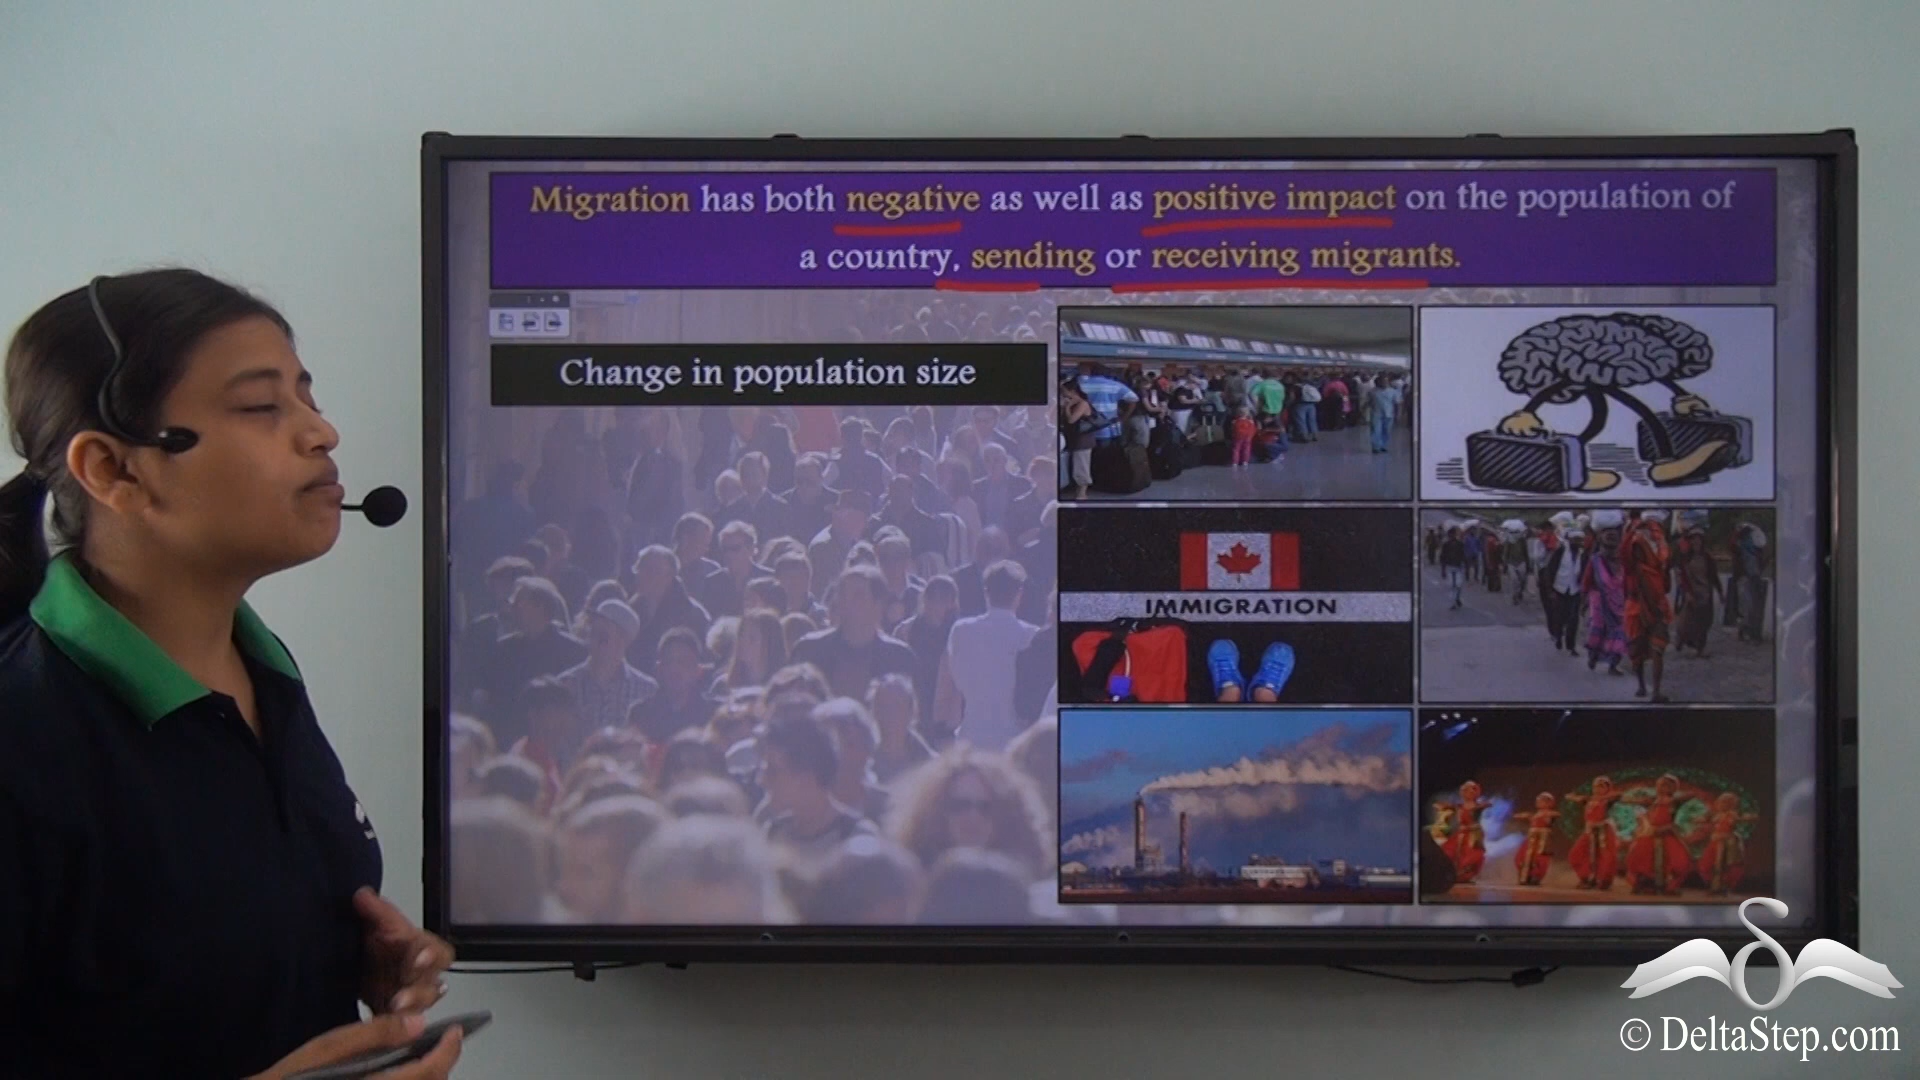 Migration has both negative as well as positive impact on the population of
a country, sending or receiving migrants.
Change in population size
IMMIGRATION
© DeltaStep.com